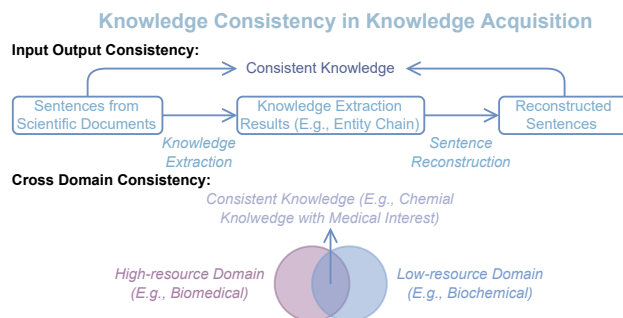 Knowledge Consistency in Knowledge Acquisition
Input Output Consistency:
Consistent Knowledge
Sentences from
Scientific Documents
Knowledge Extraction
Results (E.g., Entity Chain)
Reconstructed
Sentences
Knowledge
Extraction
Sentence
Reconstruction
Cross Domain Consistency:
Consistent Knowledge (E.g., Chemial
Knolwedge with Medical Interest)
High-resource Domain
(E.g., Biomedical)
Low-resource Domain
(E.g., Biochemical)